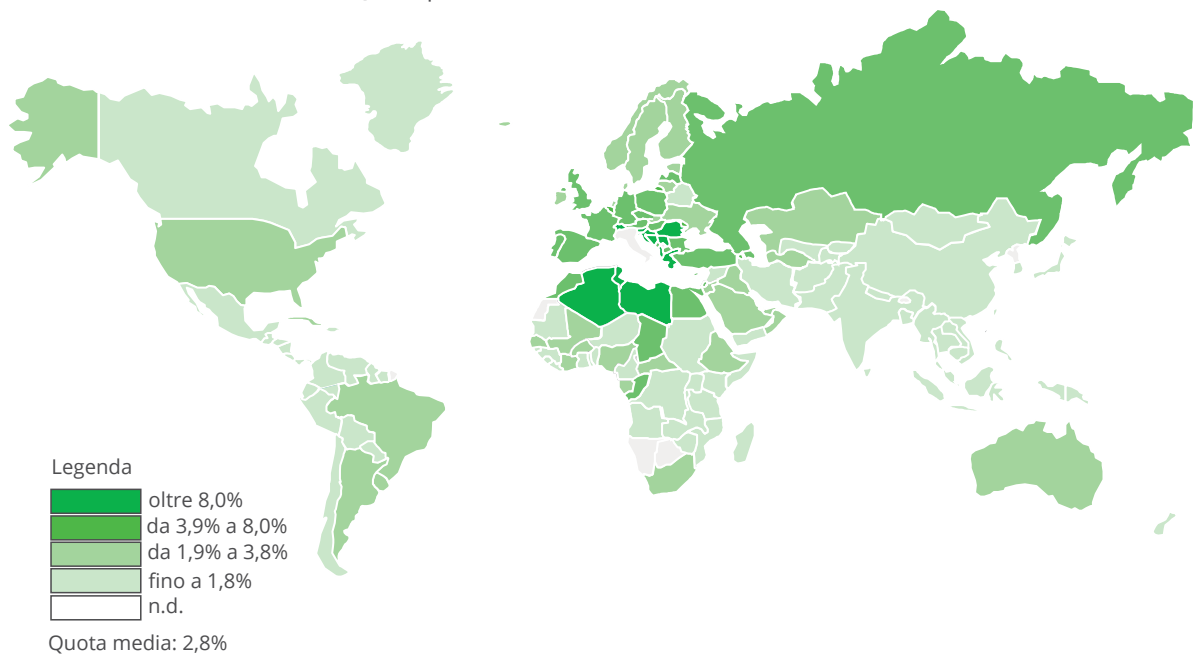 Legenda
oltre 8,0%
da 3,9% a 8,0%
da 1,9% a 3,8%
fino a 1,8%
n.d.
Quota media: 2,8%